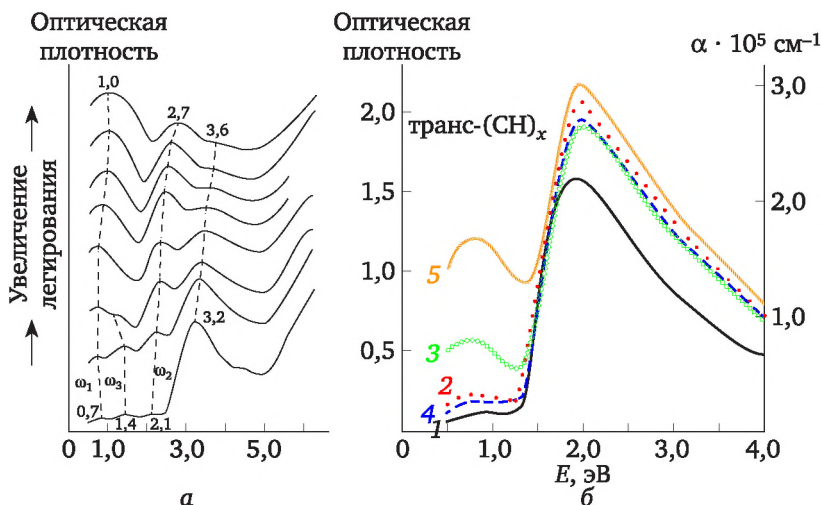 Оптическая
плотность
Увеличение
легирования
1,0
2,7
3,6
3,2
ω1
ω3
ω2
0,7
1,4
2,1
0 1,0 3,0 5,0
а
Оптическая
плотность
α · 10⁵ см⁻¹
транс-(CH)ₓ
2,0
1,5
1,0
0,5
3,0
2,0
1,0
5
3
2
4
1
0 1,0 2,0 3,0 4,0
E, эВ
б